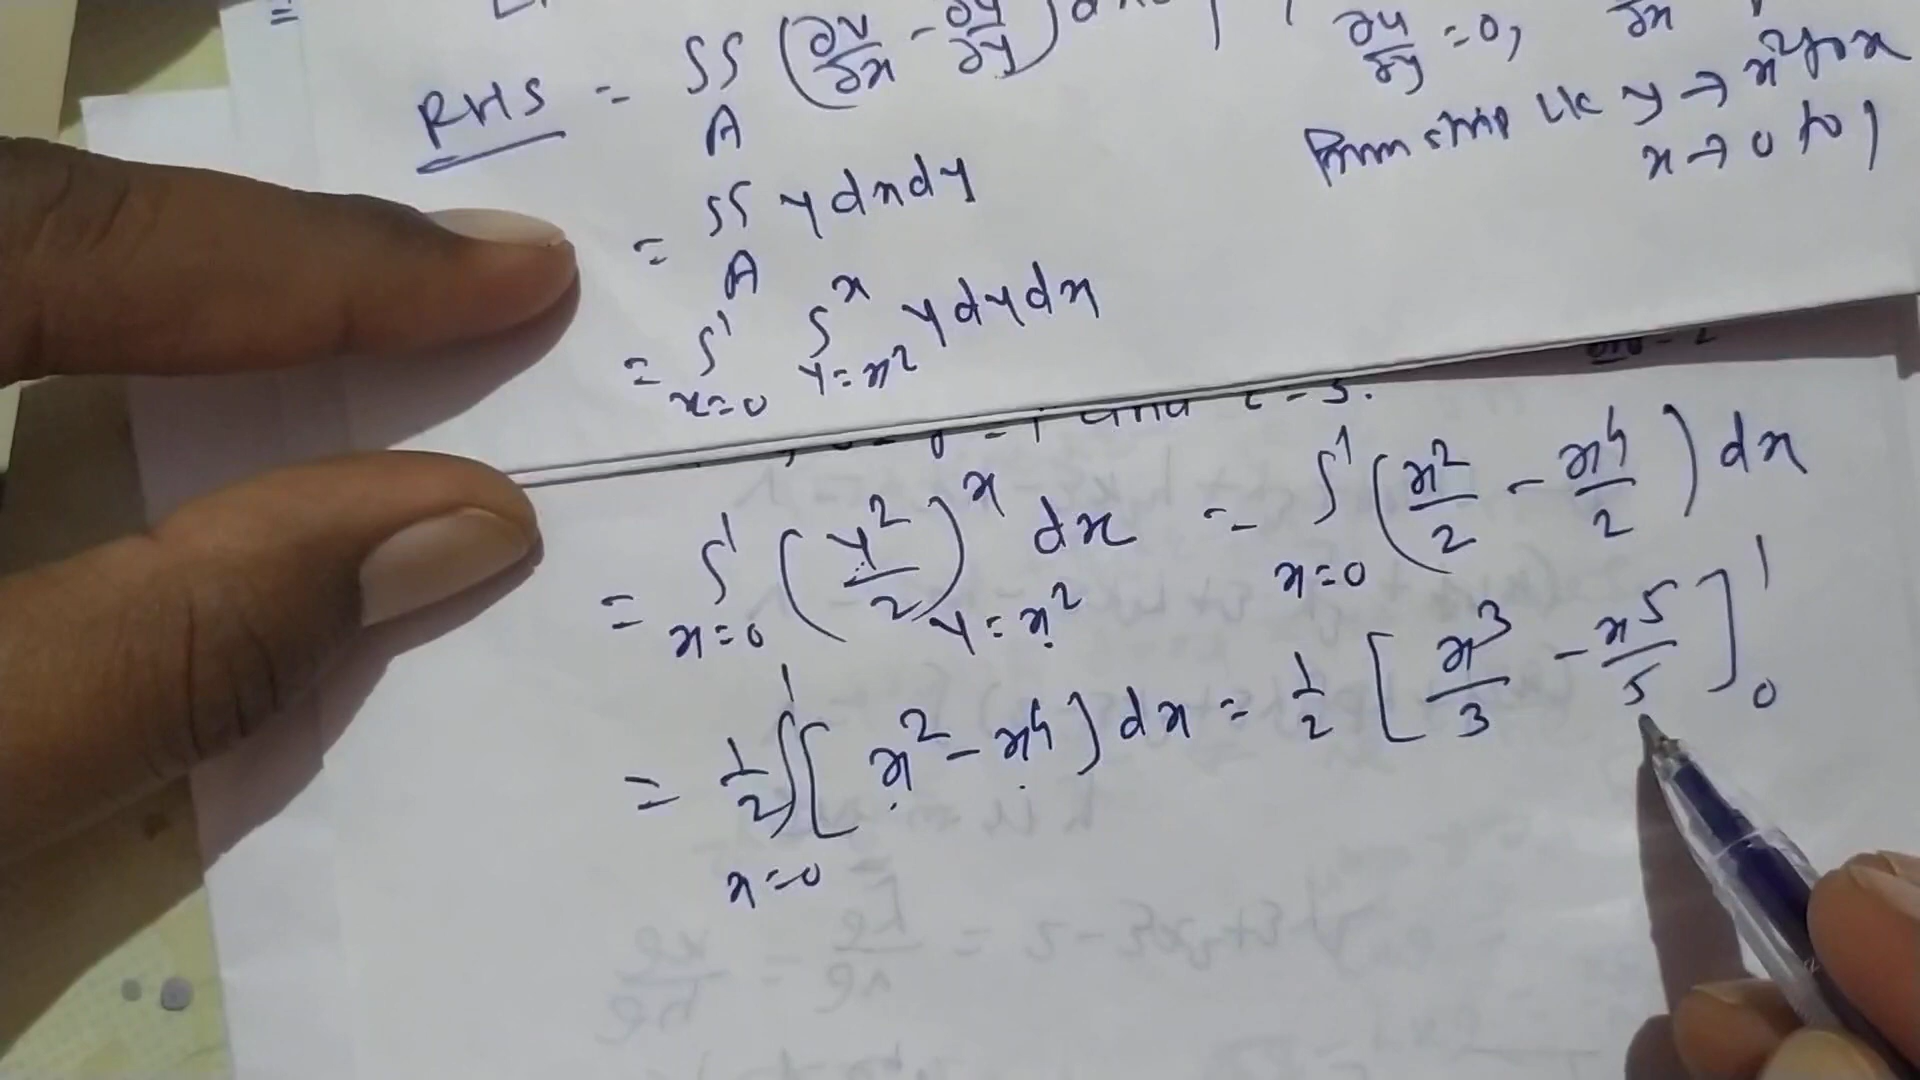 RHS = ∬_A (∂v/∂x - ∂u/∂y) d
∂u/∂y = 0, ∂x
From strip y → x² to x
x → 0 to 1
= ∬_A y dx dy
= ∫_{x=0}^{1} ∫_{y=x²}^{x} y dy dx
= ∫_{x=0}^{1} (y²/2)_{y=x²}^{x} dx = ∫_{x=0}^{1} (x²/2 - x⁴/2) dx
= 1/2 ∫_{x=0}^{1} [x² - x⁴] dx = 1/2 [x³/3 - x⁵/5]_0^1